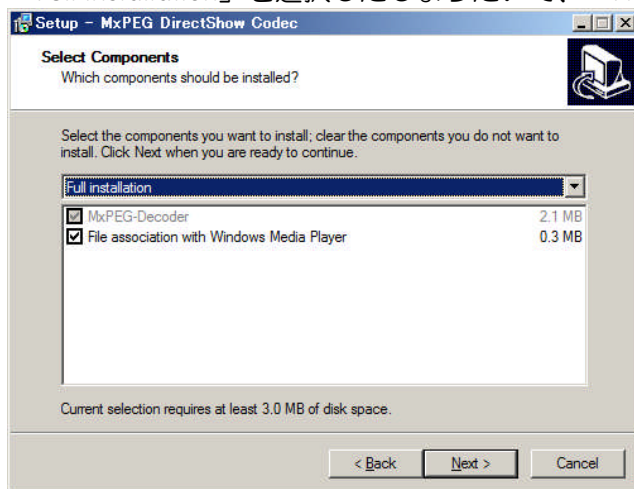 Setup - MxPEG DirectShow Codec
Select Components
Which components should be installed?
Select the components you want to install; clear the components you do not want to
install. Click Next when you are ready to continue.
Full installation
MxPEG-Decoder 2.1 MB
File association with Windows Media Player 0.3 MB
Current selection requires at least 3.0 MB of disk space.
< Back Next > Cancel